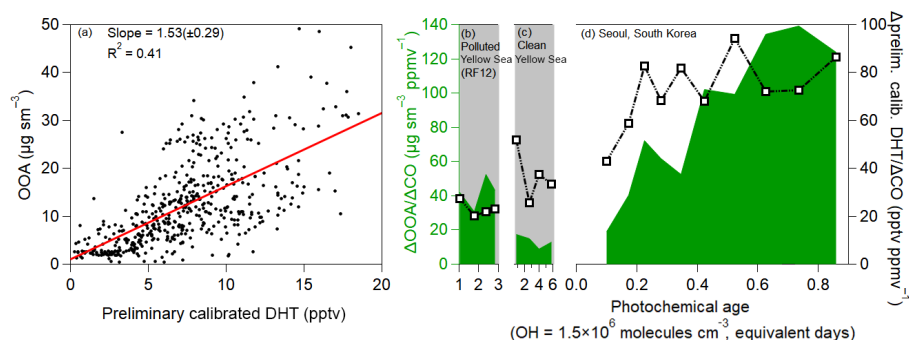 (a)
Slope = 1.53(±0.29)
R² = 0.41
OOA (µg sm⁻³)
50
40
30
20
10
0
0
5
10
15
20
Preliminary calibrated DHT (pptv)
ΔOOA/ΔCO
(µg sm⁻³ ppmv⁻¹)
140
120
100
80
60
40
20
0
(b)
Polluted
Yellow Sea
(RF12)
1
2
3
(c)
Clean
Yellow Sea
2
4
6
(d) Seoul, South Korea
0.0
0.2
0.4
0.6
0.8
Photochemical age
(OH = 1.5×10⁶ molecules cm⁻³, equivalent days)
100
80
60
40
20
0
Δprelim. calib.
DHT/ΔCO (pptv ppmv⁻¹)